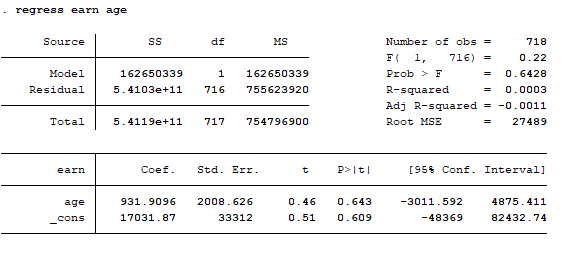 . regress earn age
Source SS df MS Number of obs = 718
F( 1, 716) = 0.22
Model 162650339 1 162650339 Prob > F = 0.6428
Residual 5.4103e+11 716 755623920 R-squared = 0.0003
Adj R-squared = -0.0011
Total 5.4119e+11 717 754796900 Root MSE = 27489
earn Coef. Std. Err. t P>|t| [95% Conf. Interval]
age 931.9096 2008.626 0.46 0.643 -3011.592 4875.411
_cons 17031.87 33312 0.51 0.609 -48369 82432.74